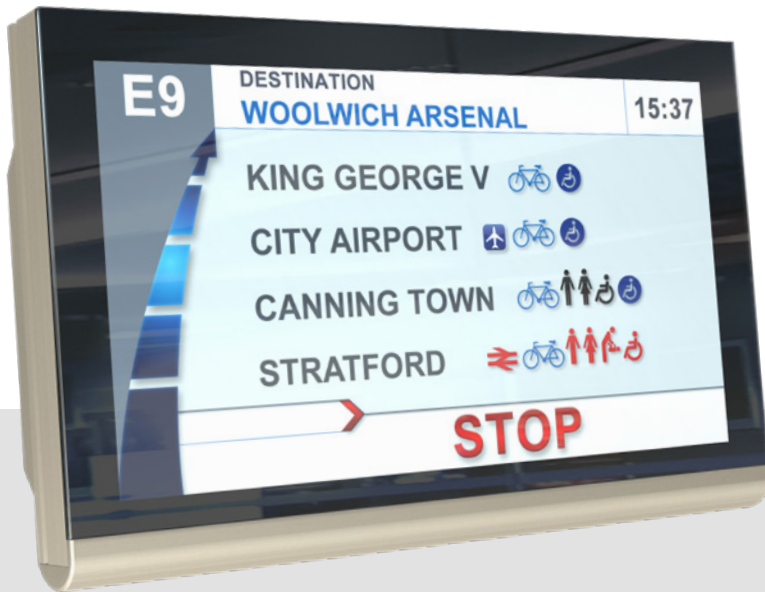 E9
DESTINATION
WOOLWICH ARSENAL
15:37
KING GEORGE V
CITY AIRPORT
CANNING TOWN
STRATFORD
STOP